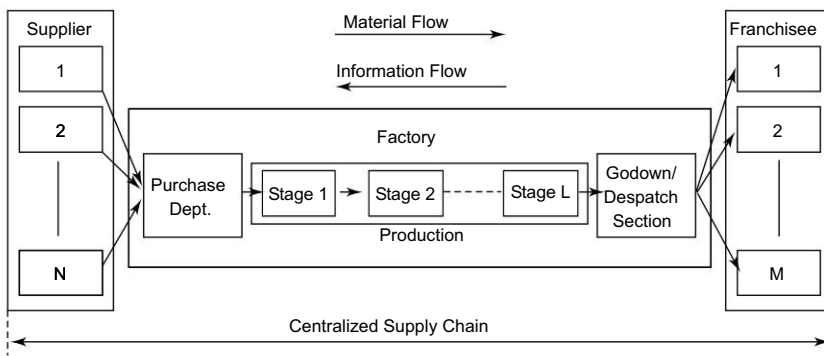 Supplier
1
2
N
Material Flow
Information Flow
Factory
Purchase
Dept.
Stage 1
Stage 2
Stage L
Production
Godown/
Despatch
Section
Franchisee
1
2
M
Centralized Supply Chain